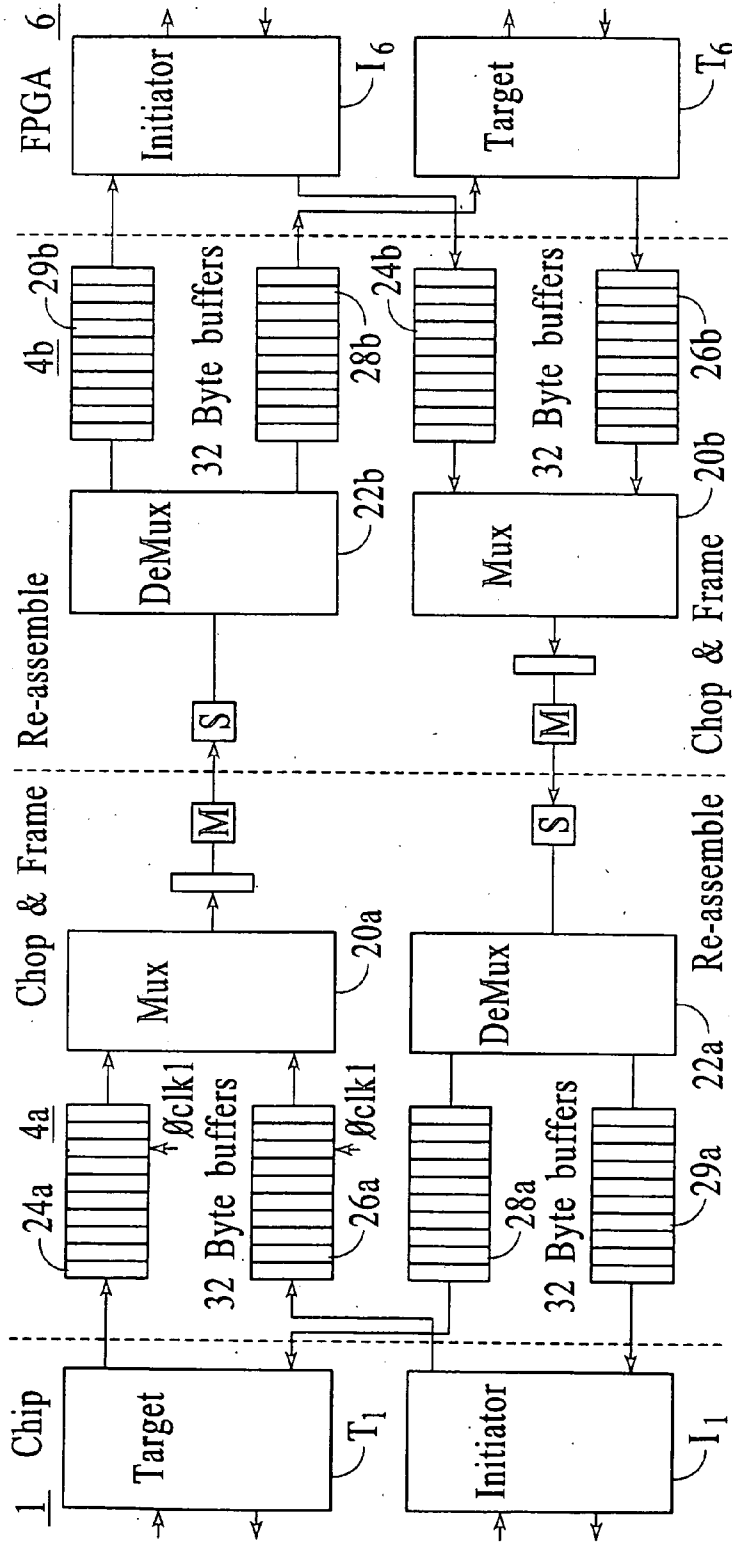 1 Chip
Target
T1
Initiator
I1
24a
4a
Øclk1
32 Byte buffers
26a
Øclk1
28a
32 Byte buffers
29a
Chop & Frame
Mux
20a
M
DeMux
22a
Re-assemble
S
Re-assemble
S
DeMux
22b
M
Mux
20b
Chop & Frame
4b
29b
32 Byte buffers
28b
24b
32 Byte buffers
26b
FPGA 6
Initiator
I6
Target
T6